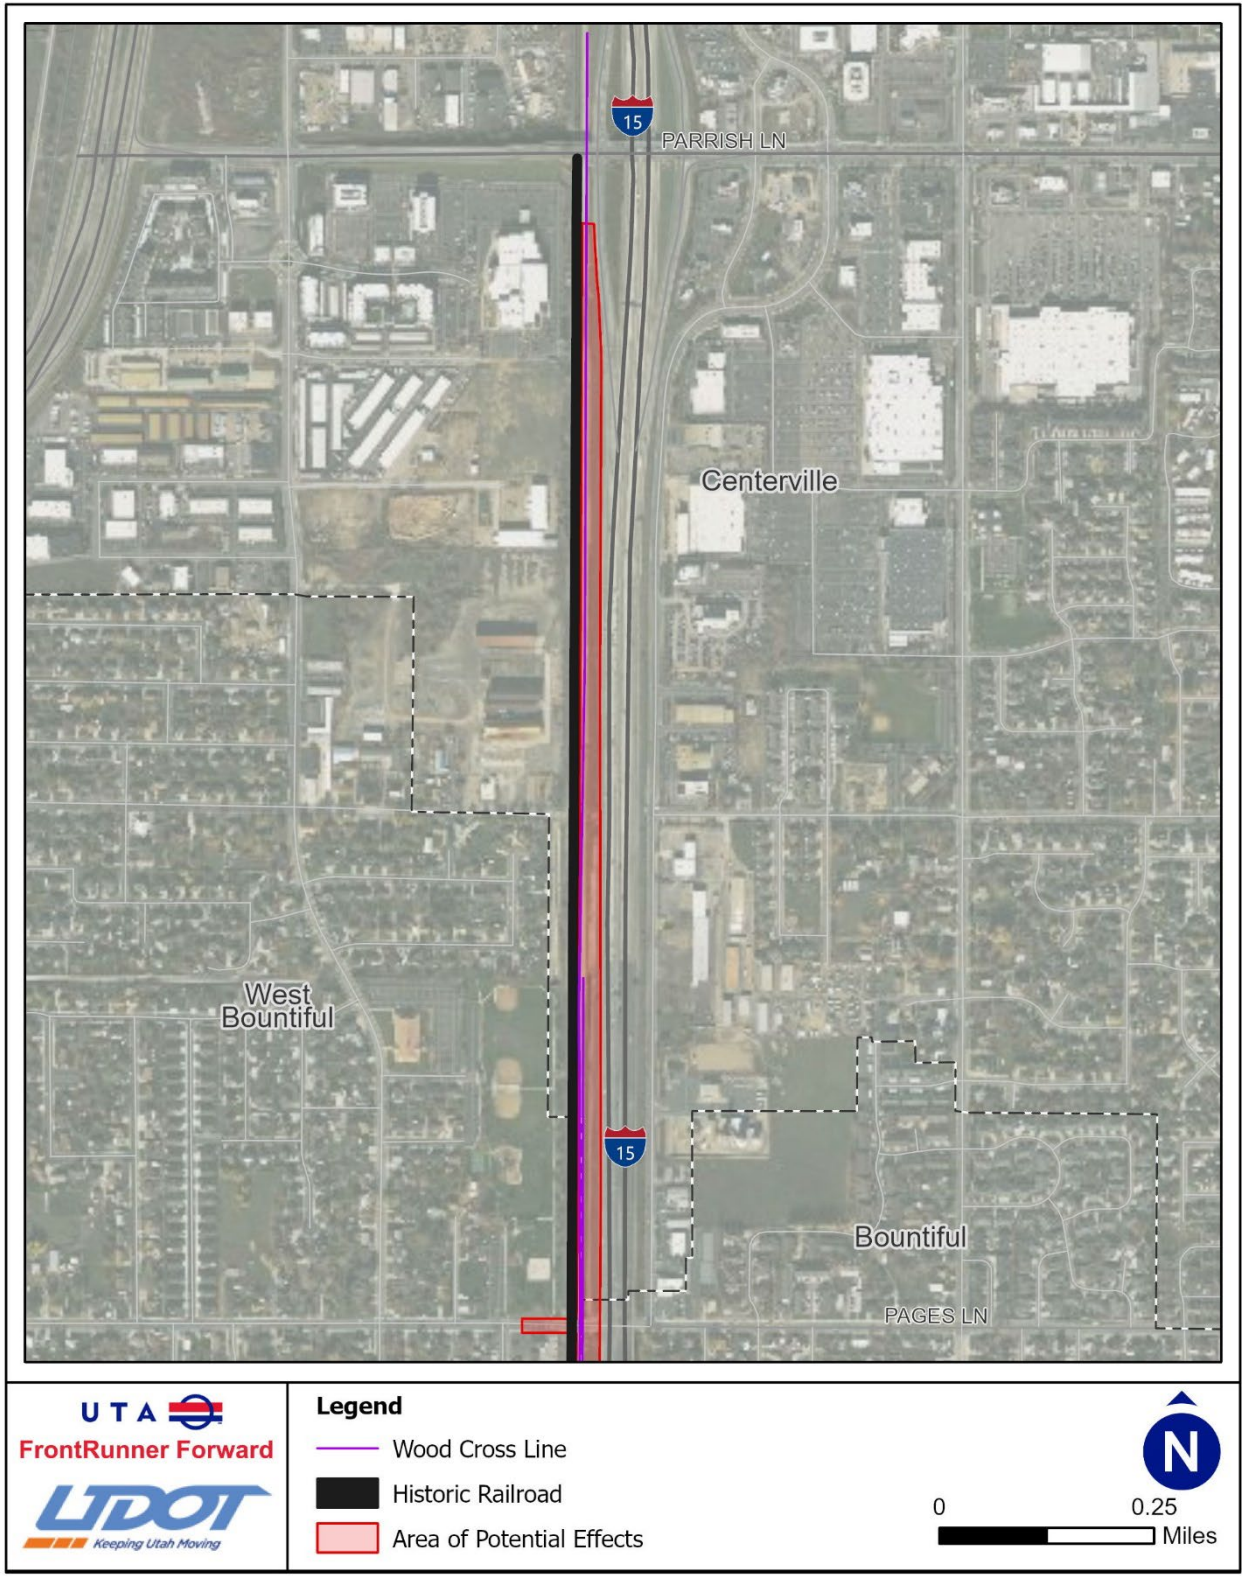 15
PARRISH LN
Centerville
West
Bountiful
15
Bountiful
PAGES LN
UTA
FrontRunner Forward
UDOT
Keeping Utah Moving
Legend
Wood Cross Line
Historic Railroad
Area of Potential Effects
N
0 0.25
Miles